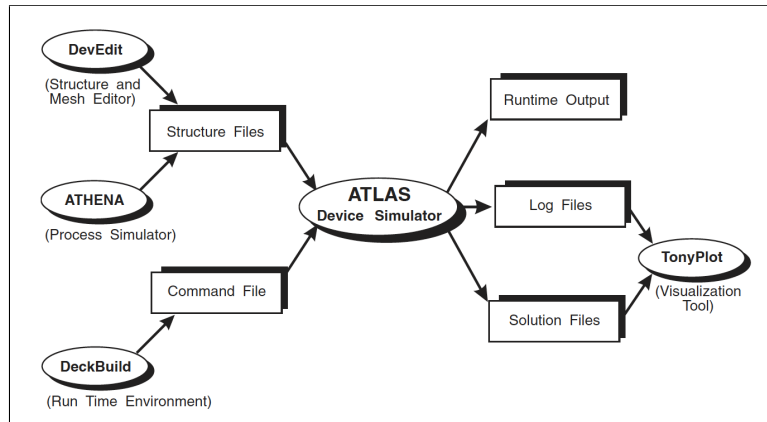 DevEdit
(Structure and
Mesh Editor)
Structure Files
ATHENA
(Process Simulator)
Command File
DeckBuild
(Run Time Environment)
ATLAS
Device Simulator
Runtime Output
Log Files
Solution Files
TonyPlot
(Visualization
Tool)